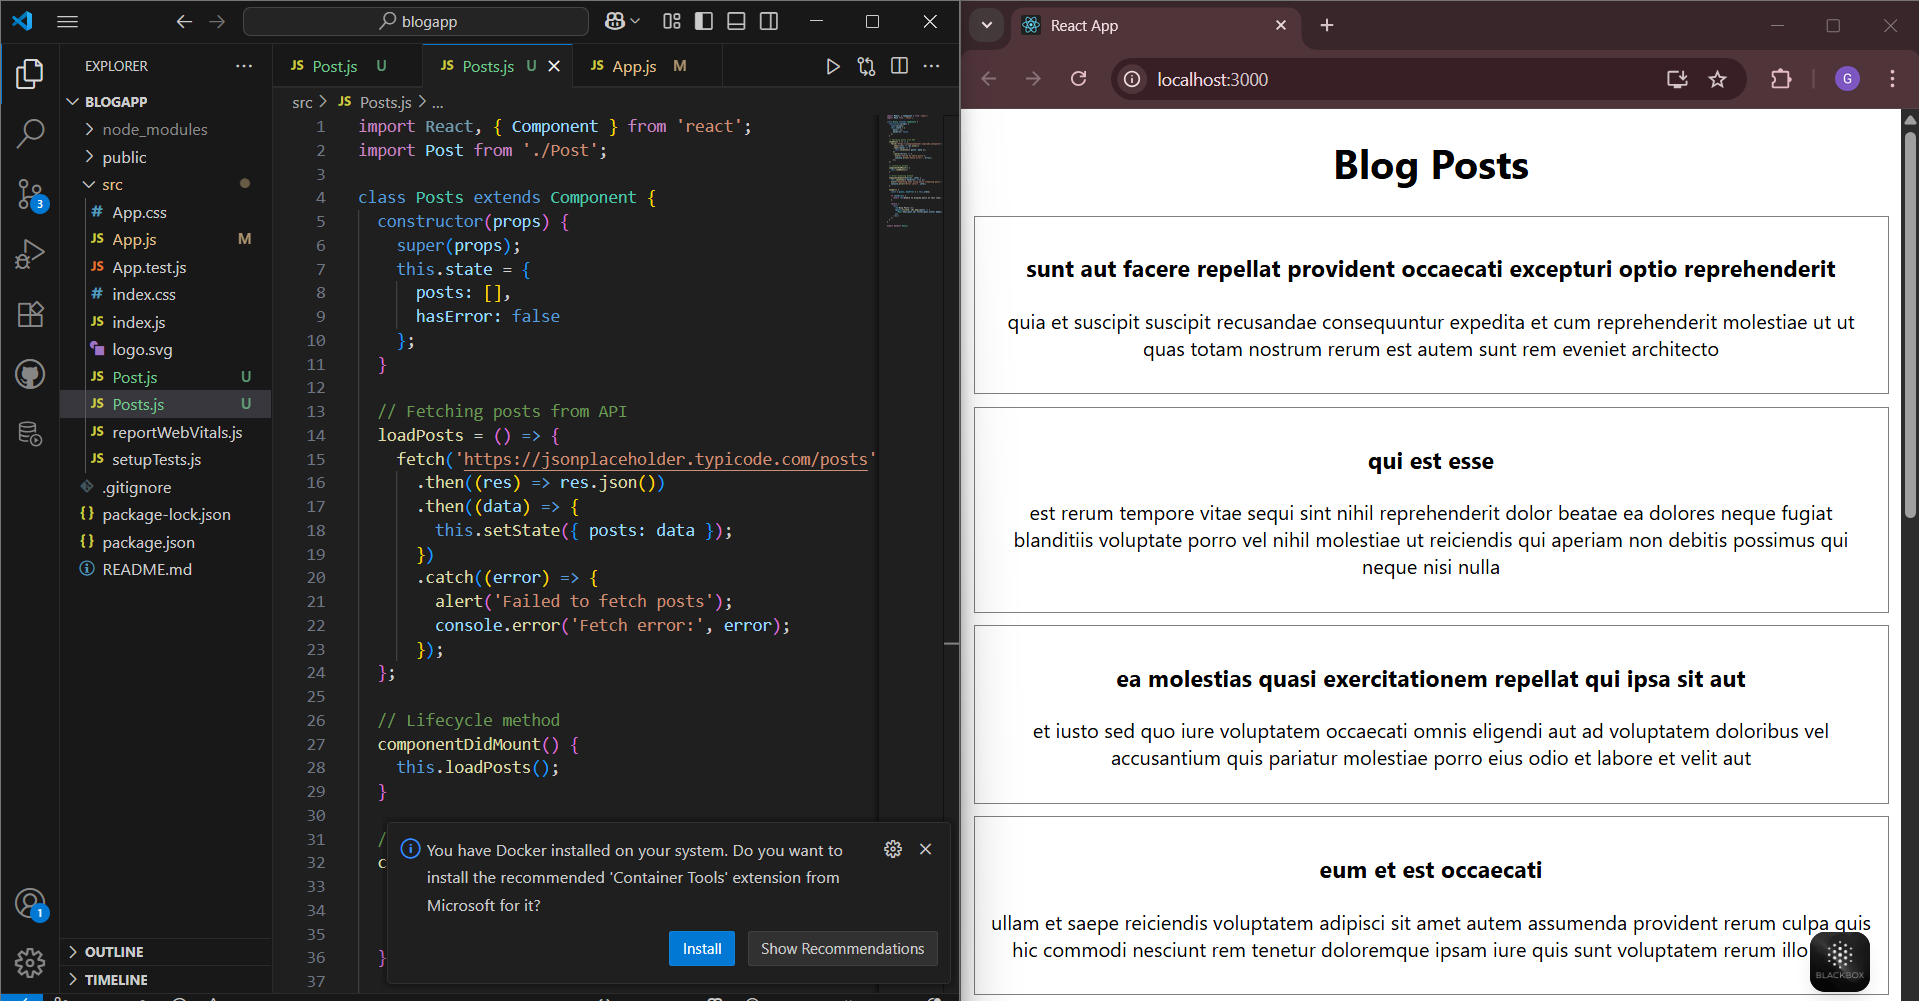 blogapp
EXPLORER
BLOGAPP
node_modules
public
src
# App.css
JS App.js M
JS App.test.js
# index.css
JS index.js
logo.svg
JS Post.js U
JS Posts.js U
JS reportWebVitals.js
JS setupTests.js
.gitignore
{} package-lock.json
{} package.json
README.md
OUTLINE
TIMELINE
3
1
JS Post.js U
JS Posts.js U
JS App.js M
src > JS Posts.js > ...
1 import React, { Component } from 'react';
2 import Post from './Post';
3
4 class Posts extends Component {
5 constructor(props) {
6 super(props);
7 this.state = {
8 posts: [],
9 hasError: false
10 };
11 }
12
13 // Fetching posts from API
14 loadPosts = () => {
15 fetch('https://jsonplaceholder.typicode.com/posts'
16 .then((res) => res.json())
17 .then((data) => {
18 this.setState({ posts: data });
19 })
20 .catch((error) => {
21 alert('Failed to fetch posts');
22 console.error('Fetch error:', error);
23 });
24 };
25
26 // Lifecycle method
27 componentDidMount() {
28 this.loadPosts();
29 }
30
31 /
32 c
33
34
35
36 }
37
You have Docker installed on your system. Do you want to
install the recommended 'Container Tools' extension from
Microsoft for it?
Install
Show Recommendations
React App
localhost:3000
G
Blog Posts
sunt aut facere repellat provident occaecati excepturi optio reprehenderit
quia et suscipit suscipit recusandae consequuntur expedita et cum reprehenderit molestiae ut ut
quas totam nostrum rerum est autem sunt rem eveniet architecto
qui est esse
est rerum tempore vitae sequi sint nihil reprehenderit dolor beatae ea dolores neque fugiat
blanditiis voluptate porro vel nihil molestiae ut reiciendis qui aperiam non debitis possimus qui
neque nisi nulla
ea molestias quasi exercitationem repellat qui ipsa sit aut
et iusto sed quo iure voluptatem occaecati omnis eligendi aut ad voluptatem doloribus vel
accusantium quis pariatur molestiae porro eius odio et labore et velit aut
eum et est occaecati
ullam et saepe reiciendis voluptatem adipisci sit amet autem assumenda provident rerum culpa quis
hic commodi nesciunt rem tenetur doloremque ipsam iure quis sunt voluptatem rerum illo
BLACKBOX